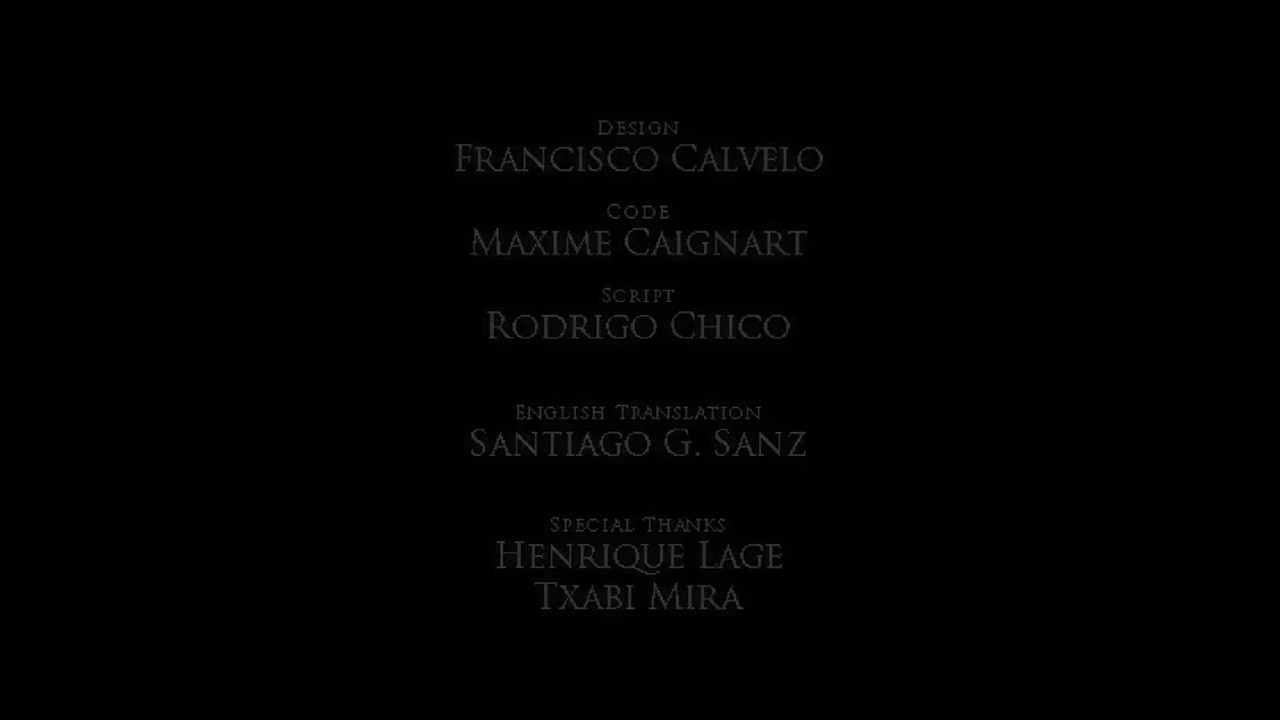 Design
Francisco Calvelo
Code
Maxime Caignart
Script
Rodrigo Chico
English Translation
Santiago G. Sanz
Special Thanks
Henrique Lage
Txabi Mira